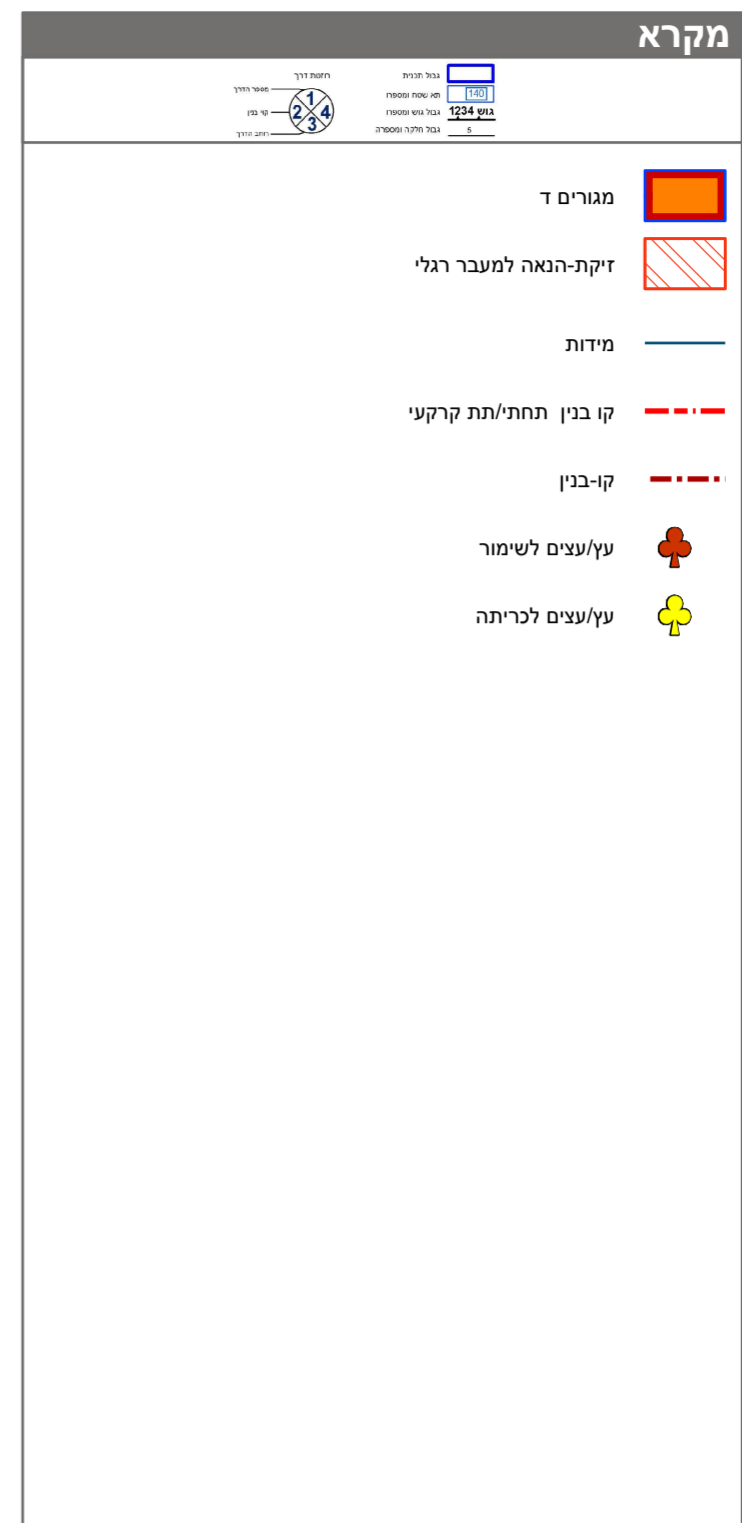 מקרא
גבול תכנית
140 תא שטח ומספרו
גוש 1234 גבול גוש ומספרו
5 גבול חלקה ומספרה
רוזטת דרך
מספר הדרך
קוי בנין
רוחב הדרך
1
2 4
3
מגורים ד
זיקת-הנאה למעבר רגלי
מידות
קו בנין תחתי/תת קרקעי
קו-בנין
עץ/עצים לשימור
עץ/עצים לכריתה